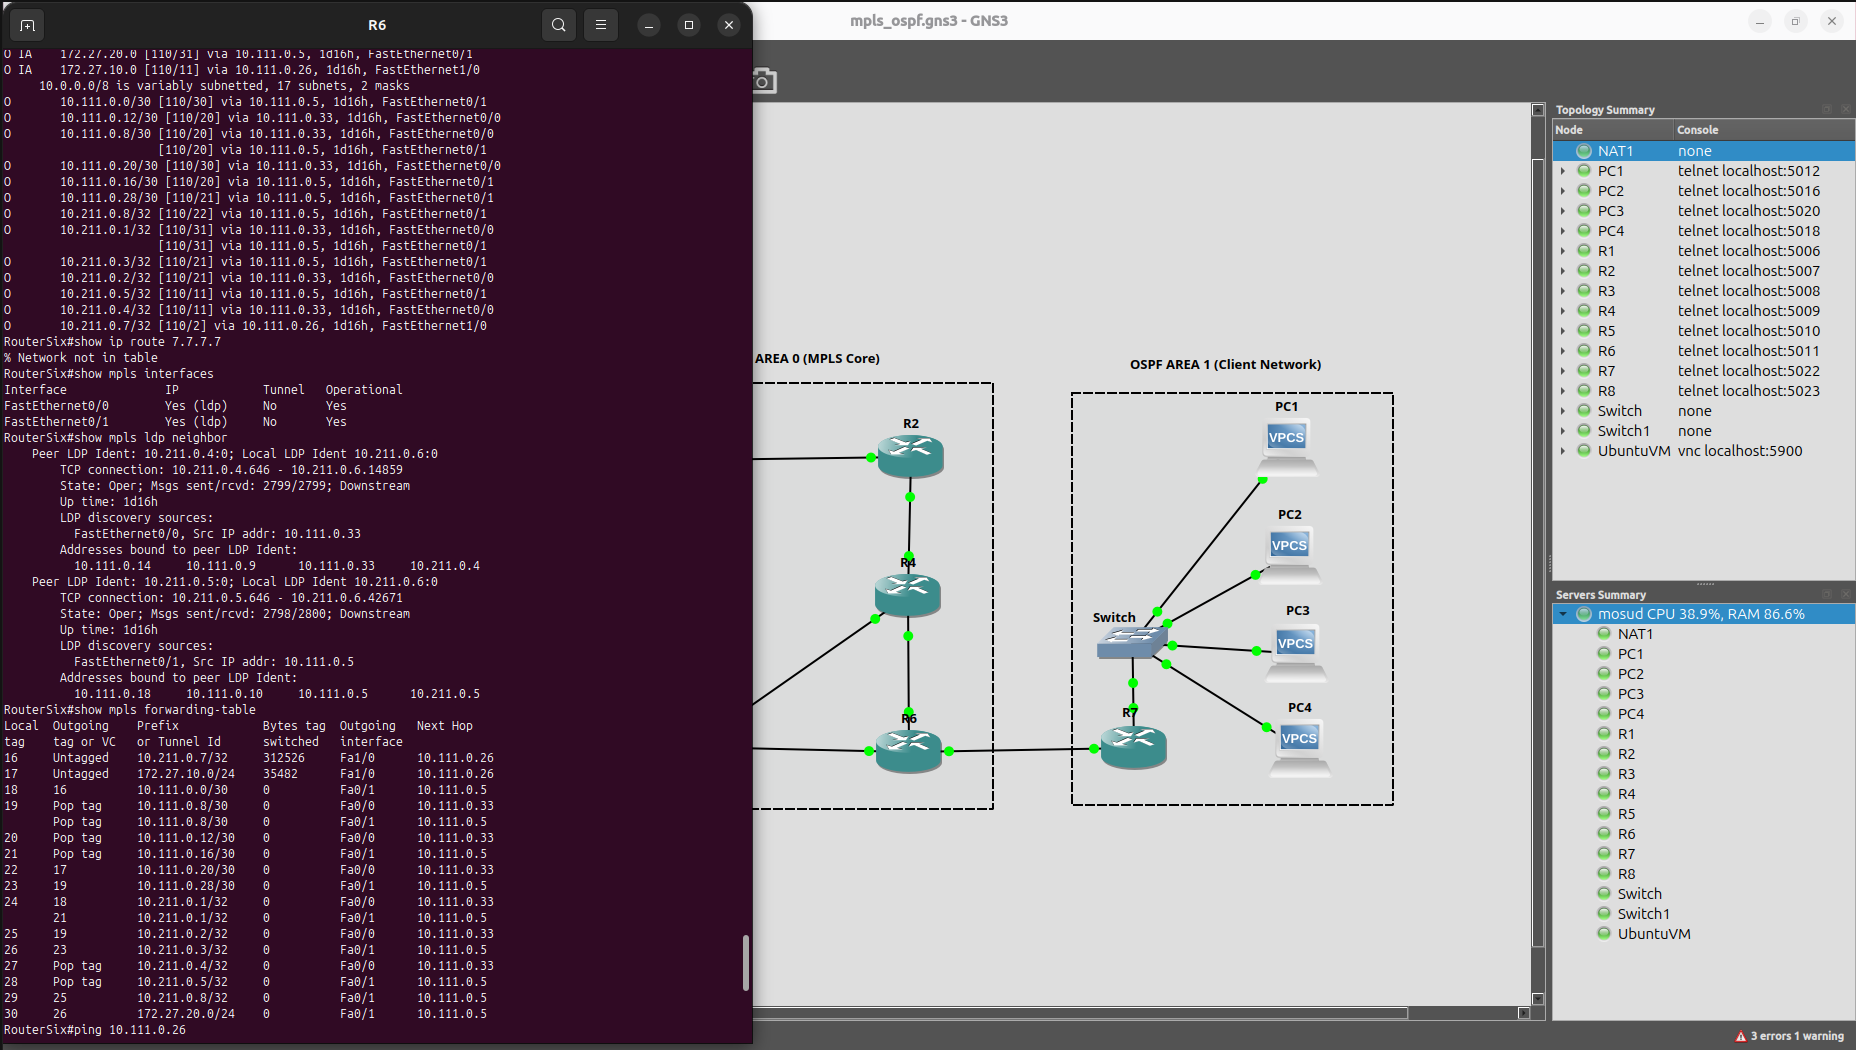 R6
mpls_ospf.gns3 - GNS3
O IA    172.27.20.0 [110/31] via 10.111.0.5, 1d16h, FastEthernet0/1
O IA    172.27.10.0 [110/11] via 10.111.0.26, 1d16h, FastEthernet1/0
     10.0.0.0/8 is variably subnetted, 17 subnets, 2 masks
O       10.111.0.0/30 [110/30] via 10.111.0.5, 1d16h, FastEthernet0/1
O       10.111.0.12/30 [110/20] via 10.111.0.33, 1d16h, FastEthernet0/0
O       10.111.0.8/30 [110/20] via 10.111.0.33, 1d16h, FastEthernet0/0
                      [110/20] via 10.111.0.5, 1d16h, FastEthernet0/1
O       10.111.0.20/30 [110/30] via 10.111.0.33, 1d16h, FastEthernet0/0
O       10.111.0.16/30 [110/20] via 10.111.0.5, 1d16h, FastEthernet0/1
O       10.111.0.28/30 [110/21] via 10.111.0.5, 1d16h, FastEthernet0/1
O       10.211.0.8/32 [110/22] via 10.111.0.5, 1d16h, FastEthernet0/1
O       10.211.0.1/32 [110/31] via 10.111.0.33, 1d16h, FastEthernet0/0
                      [110/31] via 10.111.0.5, 1d16h, FastEthernet0/1
O       10.211.0.3/32 [110/21] via 10.111.0.5, 1d16h, FastEthernet0/1
O       10.211.0.2/32 [110/21] via 10.111.0.33, 1d16h, FastEthernet0/0
O       10.211.0.5/32 [110/11] via 10.111.0.5, 1d16h, FastEthernet0/1
O       10.211.0.4/32 [110/11] via 10.111.0.33, 1d16h, FastEthernet0/0
O       10.211.0.7/32 [110/2] via 10.111.0.26, 1d16h, FastEthernet1/0
RouterSix#show ip route 7.7.7.7
% Network not in table
RouterSix#show mpls interfaces
Interface              IP            Tunnel   Operational
FastEthernet0/0        Yes (ldp)     No       Yes
FastEthernet0/1        Yes (ldp)     No       Yes
RouterSix#show mpls ldp neighbor
    Peer LDP Ident: 10.211.0.4:0; Local LDP Ident 10.211.0.6:0
        TCP connection: 10.211.0.4.646 - 10.211.0.6.14859
        State: Oper; Msgs sent/rcvd: 2799/2799; Downstream
        Up time: 1d16h
        LDP discovery sources:
          FastEthernet0/0, Src IP addr: 10.111.0.33
        Addresses bound to peer LDP Ident:
          10.111.0.14     10.111.0.9      10.111.0.33     10.211.0.4
    Peer LDP Ident: 10.211.0.5:0; Local LDP Ident 10.211.0.6:0
        TCP connection: 10.211.0.5.646 - 10.211.0.6.42671
        State: Oper; Msgs sent/rcvd: 2798/2800; Downstream
        Up time: 1d16h
        LDP discovery sources:
          FastEthernet0/1, Src IP addr: 10.111.0.5
        Addresses bound to peer LDP Ident:
          10.111.0.18     10.111.0.10     10.111.0.5      10.211.0.5
RouterSix#show mpls forwarding-table
Local  Outgoing    Prefix            Bytes tag  Outgoing   Next Hop
tag    tag or VC   or Tunnel Id      switched   interface
16     Untagged    10.211.0.7/32     312526     Fa1/0      10.111.0.26
17     Untagged    172.27.10.0/24    35482      Fa1/0      10.111.0.26
18     16          10.111.0.0/30     0          Fa0/1      10.111.0.5
19     Pop tag     10.111.0.8/30     0          Fa0/0      10.111.0.33
       Pop tag     10.111.0.8/30     0          Fa0/1      10.111.0.5
20     Pop tag     10.111.0.12/30    0          Fa0/0      10.111.0.33
21     Pop tag     10.111.0.16/30    0          Fa0/1      10.111.0.5
22     17          10.111.0.20/30    0          Fa0/0      10.111.0.33
23     19          10.111.0.28/30    0          Fa0/1      10.111.0.5
24     18          10.211.0.1/32     0          Fa0/0      10.111.0.33
       21          10.211.0.1/32     0          Fa0/1      10.111.0.5
25     19          10.211.0.2/32     0          Fa0/0      10.111.0.33
26     23          10.211.0.3/32     0          Fa0/1      10.111.0.5
27     Pop tag     10.211.0.4/32     0          Fa0/0      10.111.0.33
28     Pop tag     10.211.0.5/32     0          Fa0/1      10.111.0.5
29     25          10.211.0.8/32     0          Fa0/1      10.111.0.5
30     26          172.27.20.0/24    0          Fa0/1      10.111.0.5
RouterSix#ping 10.111.0.26
AREA 0 (MPLS Core)
R2
R4
R6
OSPF AREA 1 (Client Network)
PC1
VPCS
PC2
VPCS
Switch
PC3
VPCS
R7
PC4
VPCS
Topology Summary
Node Console
NAT1 none
PC1 telnet localhost:5012
PC2 telnet localhost:5016
PC3 telnet localhost:5020
PC4 telnet localhost:5018
R1 telnet localhost:5006
R2 telnet localhost:5007
R3 telnet localhost:5008
R4 telnet localhost:5009
R5 telnet localhost:5010
R6 telnet localhost:5011
R7 telnet localhost:5022
R8 telnet localhost:5023
Switch none
Switch1 none
UbuntuVM vnc localhost:5900
Servers Summary
mosud CPU 38.9%, RAM 86.6%
NAT1
PC1
PC2
PC3
PC4
R1
R2
R3
R4
R5
R6
R7
R8
Switch
Switch1
UbuntuVM
3 errors 1 warning